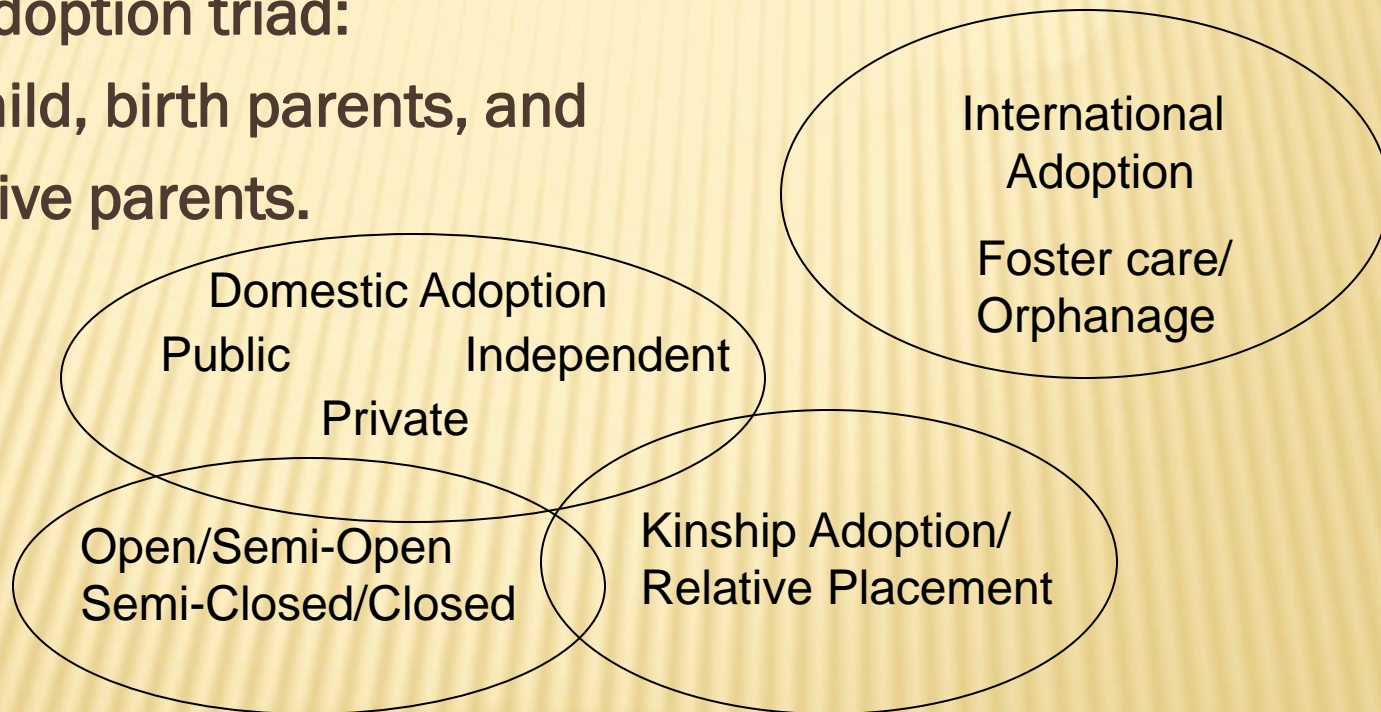 doption triad:
ild, birth parents, and
ive parents.
International
Adoption
Foster care/
Orphanage
Domestic Adoption
Public Independent
Private
Open/Semi-Open
Semi-Closed/Closed
Kinship Adoption/
Relative Placement